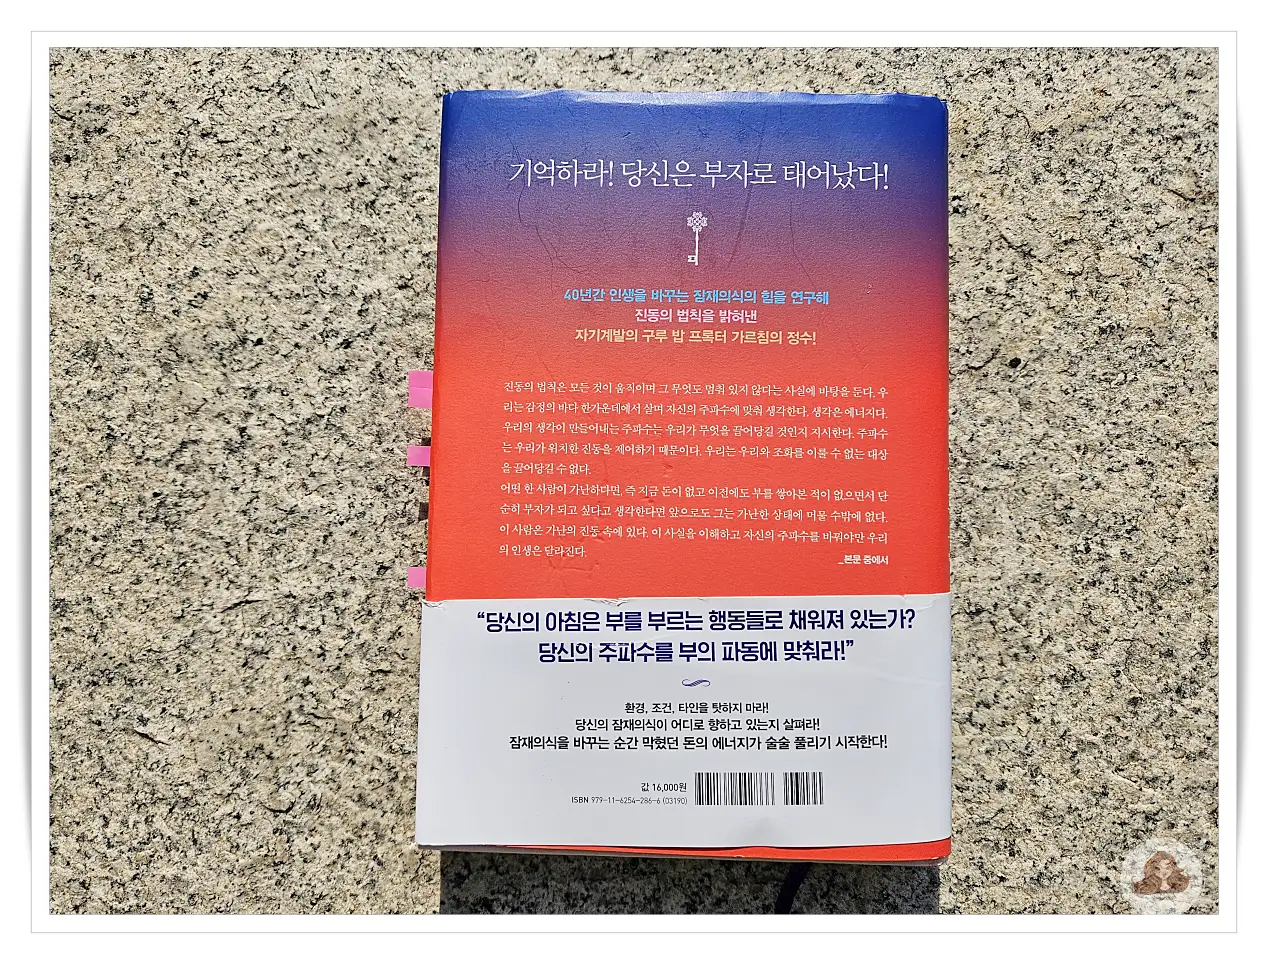 기억하라! 당신은 부자로 태어났다!
40년간 인생을 바꾸는 잠재의식의 힘을 연구해
진동의 법칙을 밝혀낸
자기계발의 구루 밥 프록터 가르침의 정수!
진동의 법칙은 모든 것이 움직이며 그 무엇도 멈춰 있지 않다는 사실에 바탕을 둔다. 우
리는 감정의 바다 한가운데에서 살며 자신의 주파수에 맞춰 생각한다. 생각은 에너지다.
우리의 생각이 만들어내는 주파수는 우리가 무엇을 끌어당길 것인지 지시한다. 주파수
는 우리가 위치한 진동을 제어하기 때문이다. 우리는 우리와 조화를 이룰 수 없는 대상
을 끌어당길 수 없다.
어떤 한 사람이 가난하다면, 즉 지금 돈이 없고 이전에도 부를 쌓아본 적이 없으면서 단
순히 부자가 되고 싶다고 생각한다면 앞으로도 그는 가난한 상태에 머물 수밖에 없다.
이 사람은 가난의 진동 속에 있다. 이 사실을 이해하고 자신의 주파수를 바꿔야만 우리
의 인생은 달라진다.
_본문 중에서
“당신의 아침은 부를 부르는 행동들로 채워져 있는가?
당신의 주파수를 부의 파동에 맞춰라!”
환경, 조건, 타인을 탓하지 마라!
당신의 잠재의식이 어디로 향하고 있는지 살펴라!
잠재의식을 바꾸는 순간 막혔던 돈의 에너지가 술술 풀리기 시작한다!
값 16,000원
ISBN 979-11-6254-286-6 (03190)